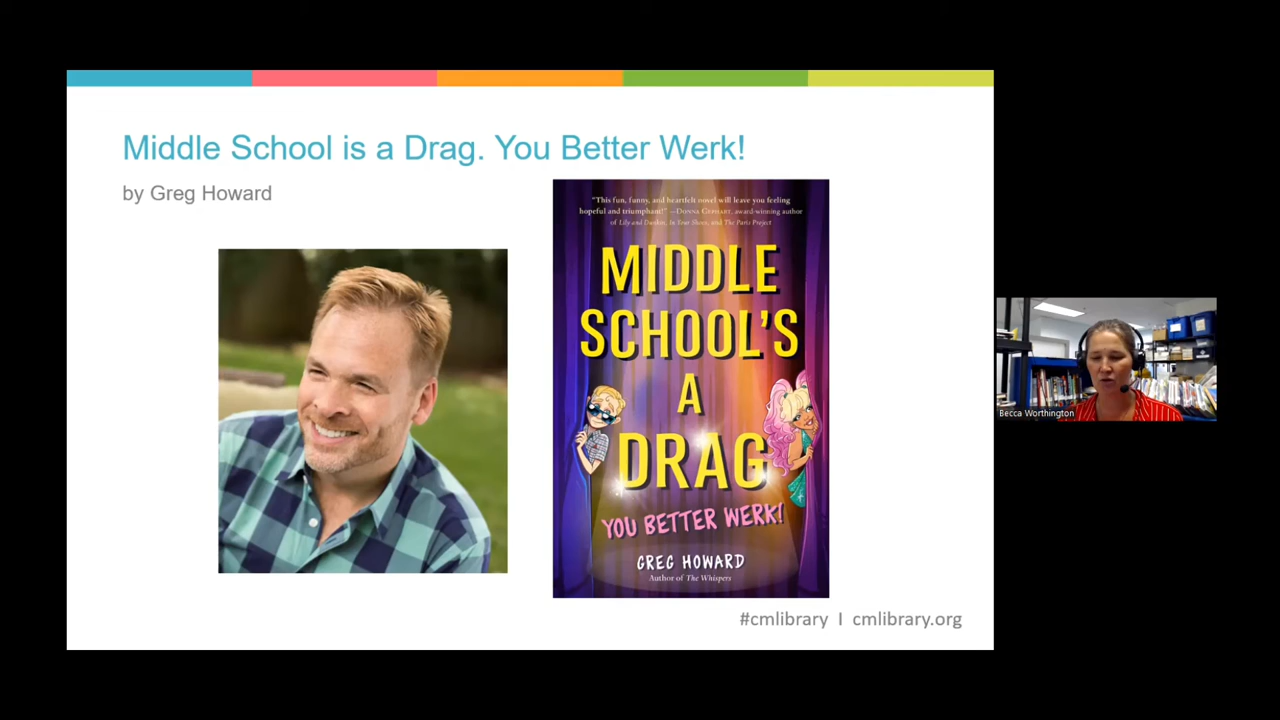 Middle School is a Drag. You Better Werk!
by Greg Howard
"This fun, funny, and heartfelt novel will leave you feeling
hopeful and triumphant!" —DONNA GEPHART, award-winning author
of Lily and Dunkin, In Your Shoes, and The Paris Project
MIDDLE
SCHOOL'S
A
DRAG
YOU BETTER WERK!
GREG HOWARD
Author of The Whispers
#cmlibrary I cmlibrary.org
Becca Worthington